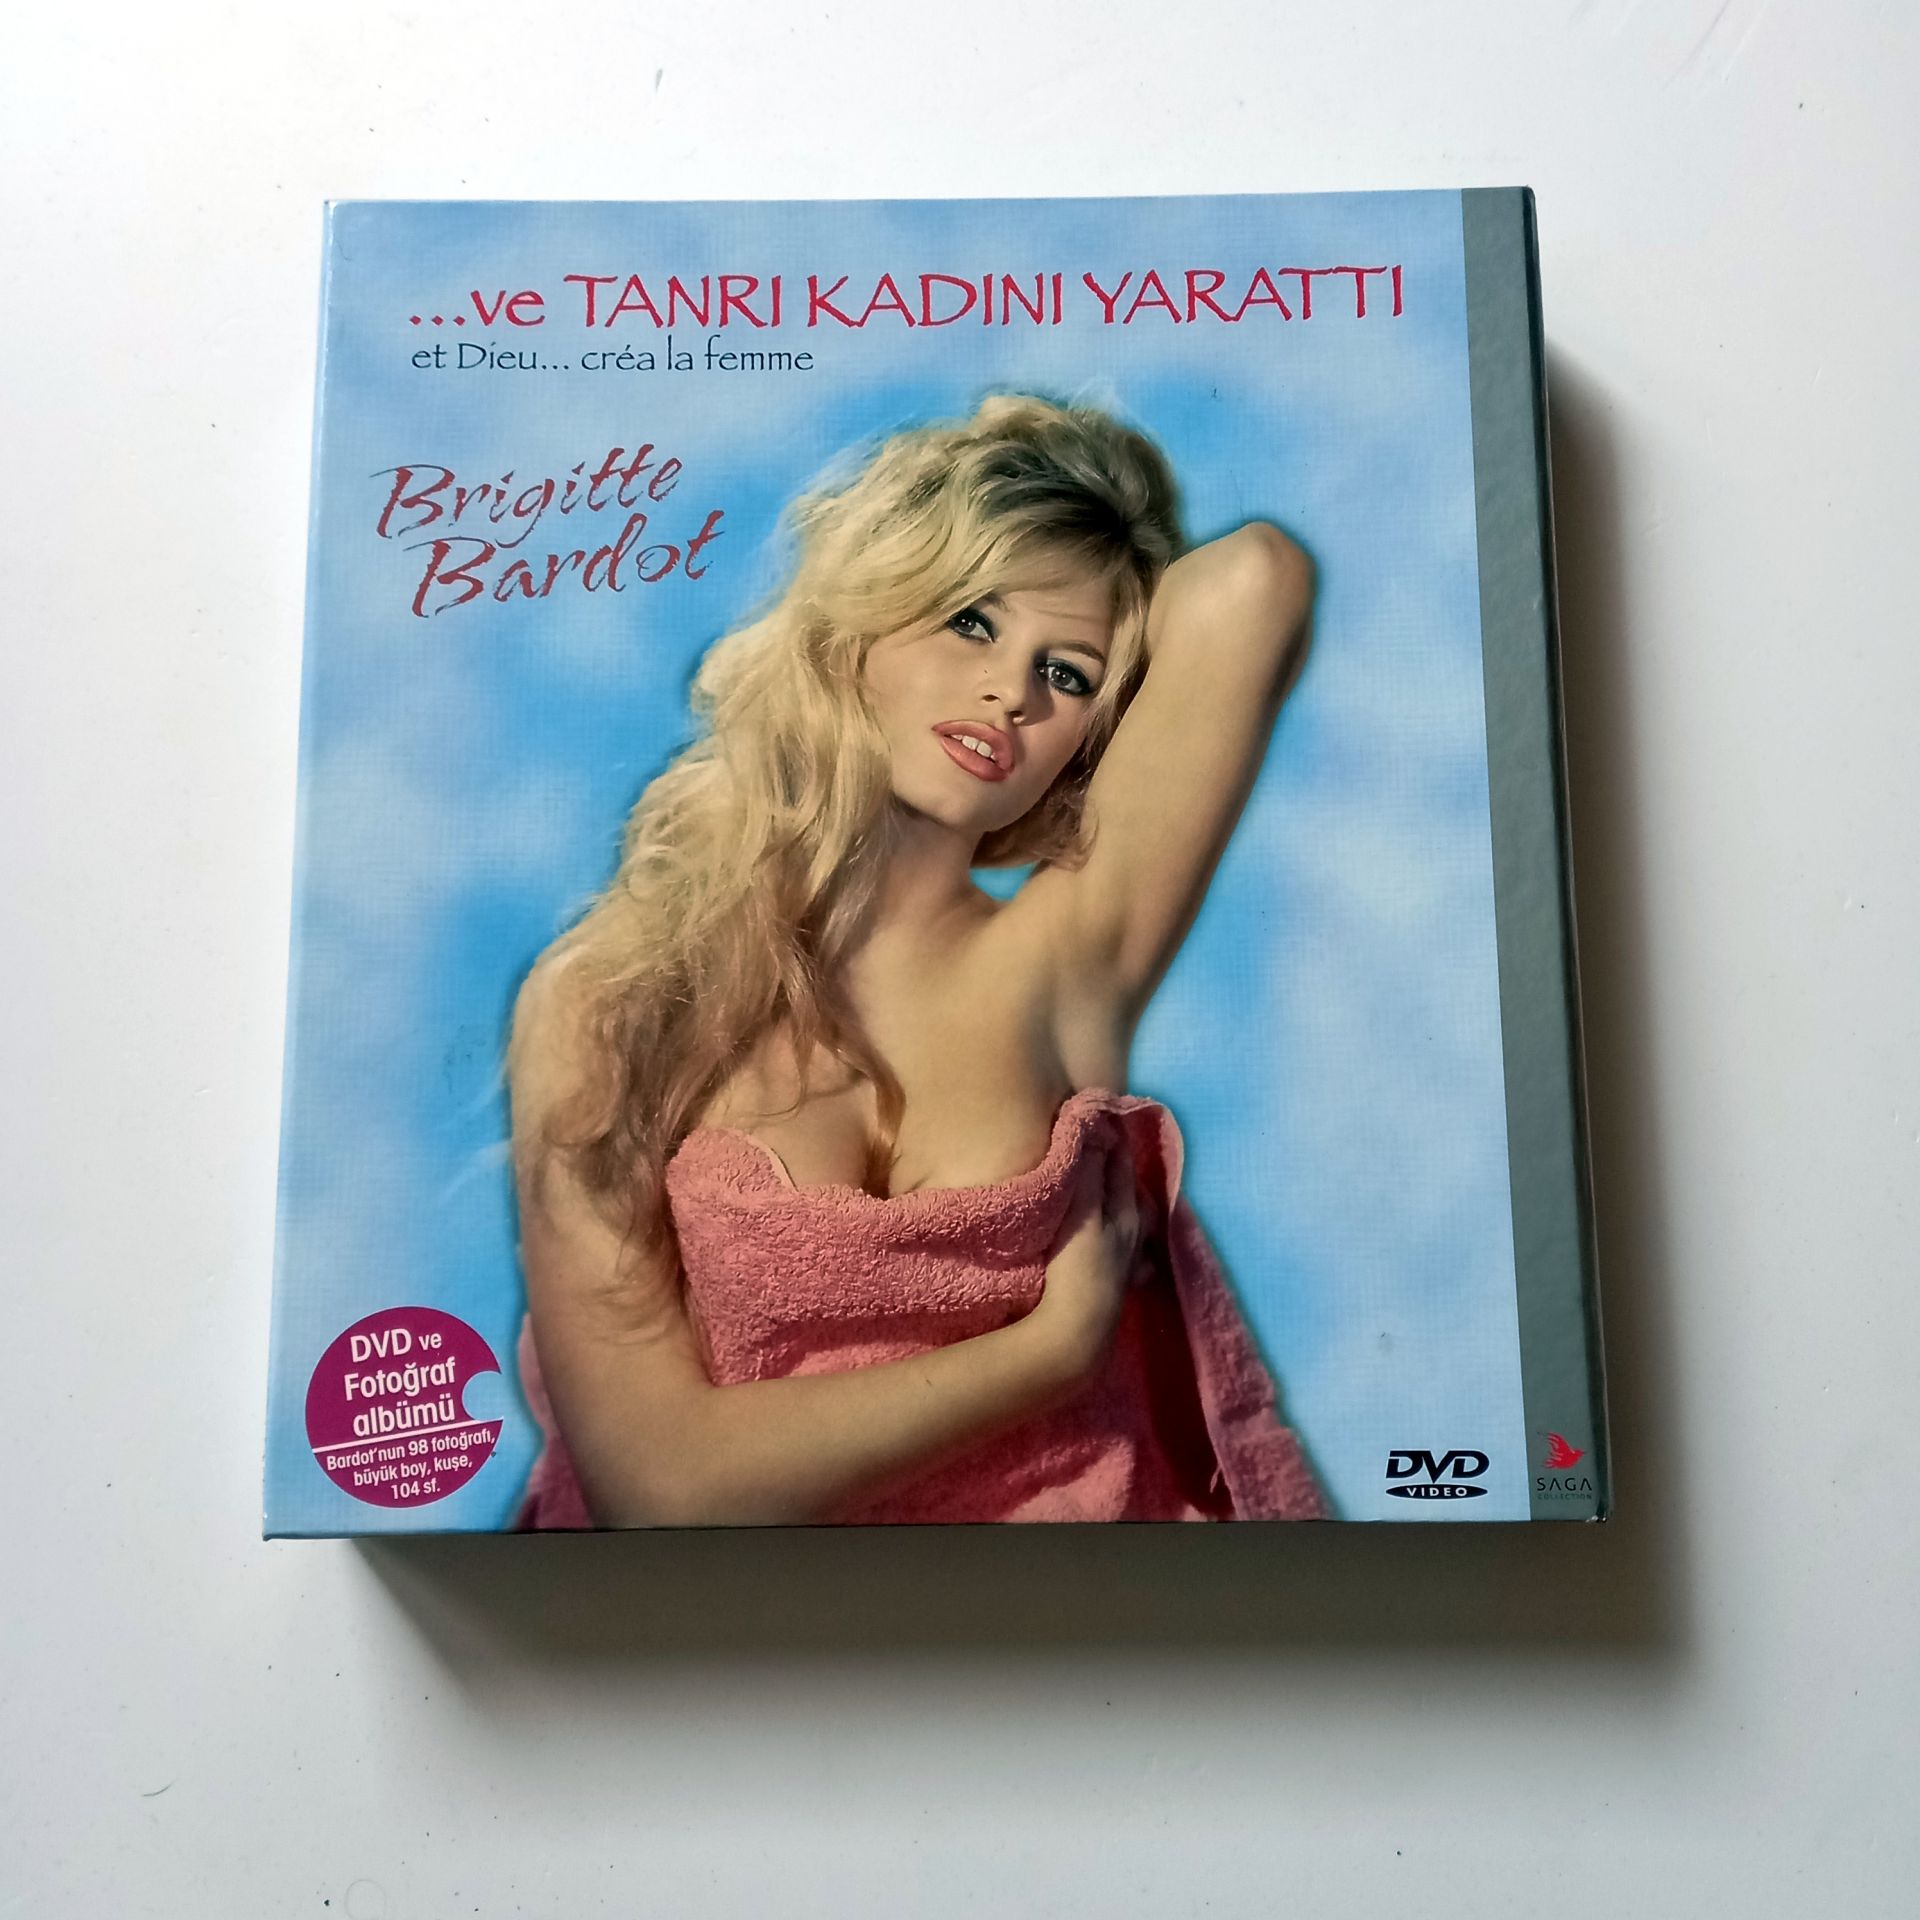 ...ve TANRI KADINI YARATTI
et Dieu... créa la femme
Brigitte
Bardot
DVD ve
Fotoğraf
albümü
Bardot'nun 98 fotoğrafı,
büyük boy, kuşe,
104 sf.
DVD
VIDEO
SAGA
COLLECTION